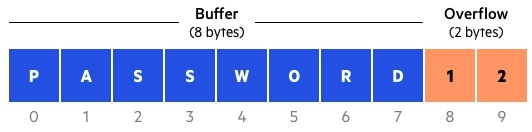 Buffer Overflow
(8 bytes) (2 bytes)
P A S S W O R D 1 2
0 1 2 3 4 5 6 7 8 9